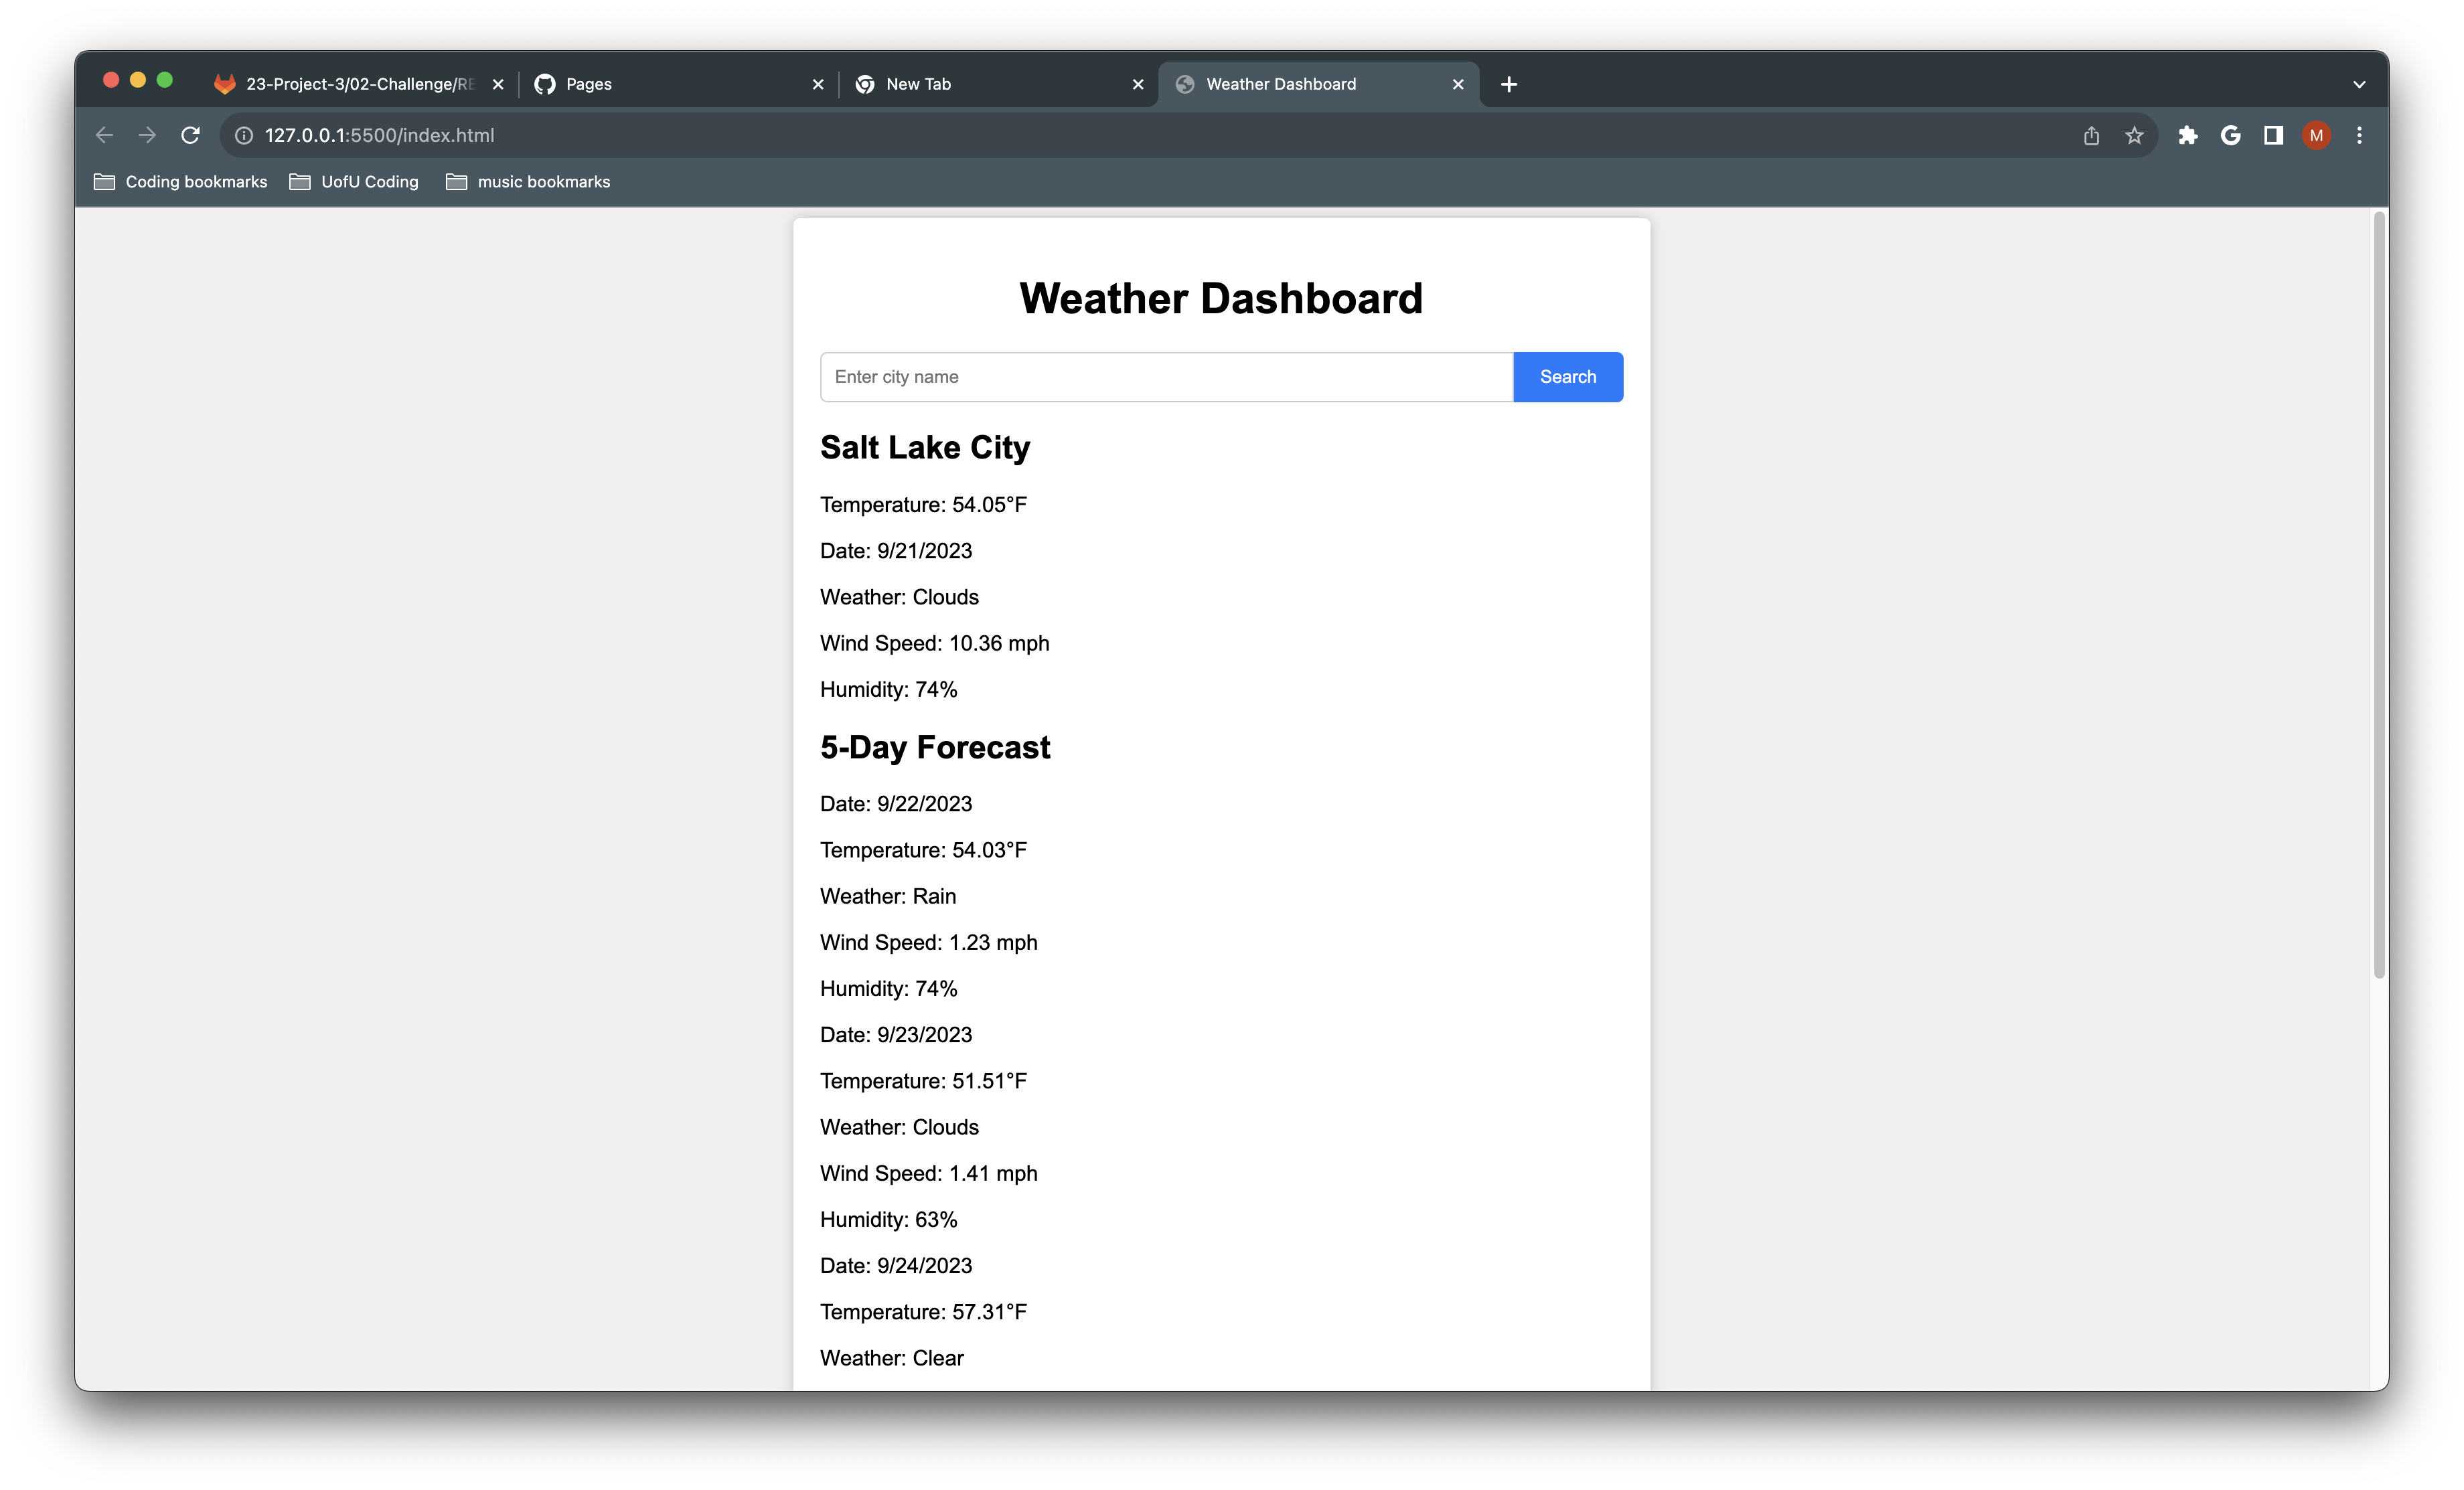 23-Project-3/02-Challenge/RE
Pages
New Tab
Weather Dashboard
127.0.0.1:5500/index.html
M
Coding bookmarks
UofU Coding
music bookmarks
Weather Dashboard
Enter city name
Search
Salt Lake City
Temperature: 54.05°F
Date: 9/21/2023
Weather: Clouds
Wind Speed: 10.36 mph
Humidity: 74%
5-Day Forecast
Date: 9/22/2023
Temperature: 54.03°F
Weather: Rain
Wind Speed: 1.23 mph
Humidity: 74%
Date: 9/23/2023
Temperature: 51.51°F
Weather: Clouds
Wind Speed: 1.41 mph
Humidity: 63%
Date: 9/24/2023
Temperature: 57.31°F
Weather: Clear